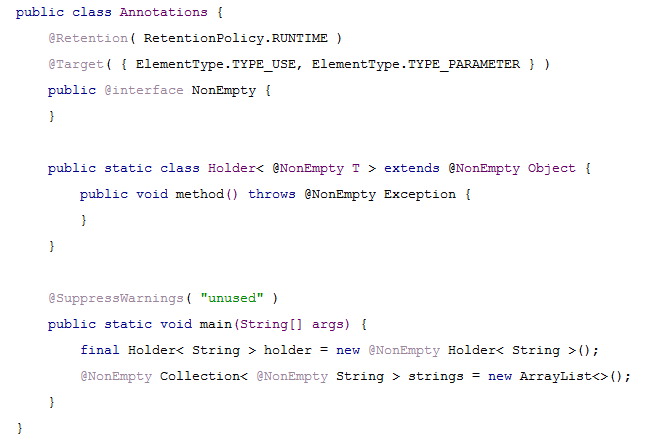 public class Annotations {
    @Retention( RetentionPolicy.RUNTIME )
    @Target( { ElementType.TYPE_USE, ElementType.TYPE_PARAMETER } )
    public @interface NonEmpty {
    }

    public static class Holder< @NonEmpty T > extends @NonEmpty Object {
        public void method() throws @NonEmpty Exception {
        }
    }

    @SuppressWarnings( "unused" )
    public static void main(String[] args) {
        final Holder< String > holder = new @NonEmpty Holder< String >();
        @NonEmpty Collection< @NonEmpty String > strings = new ArrayList<>();
    }
}